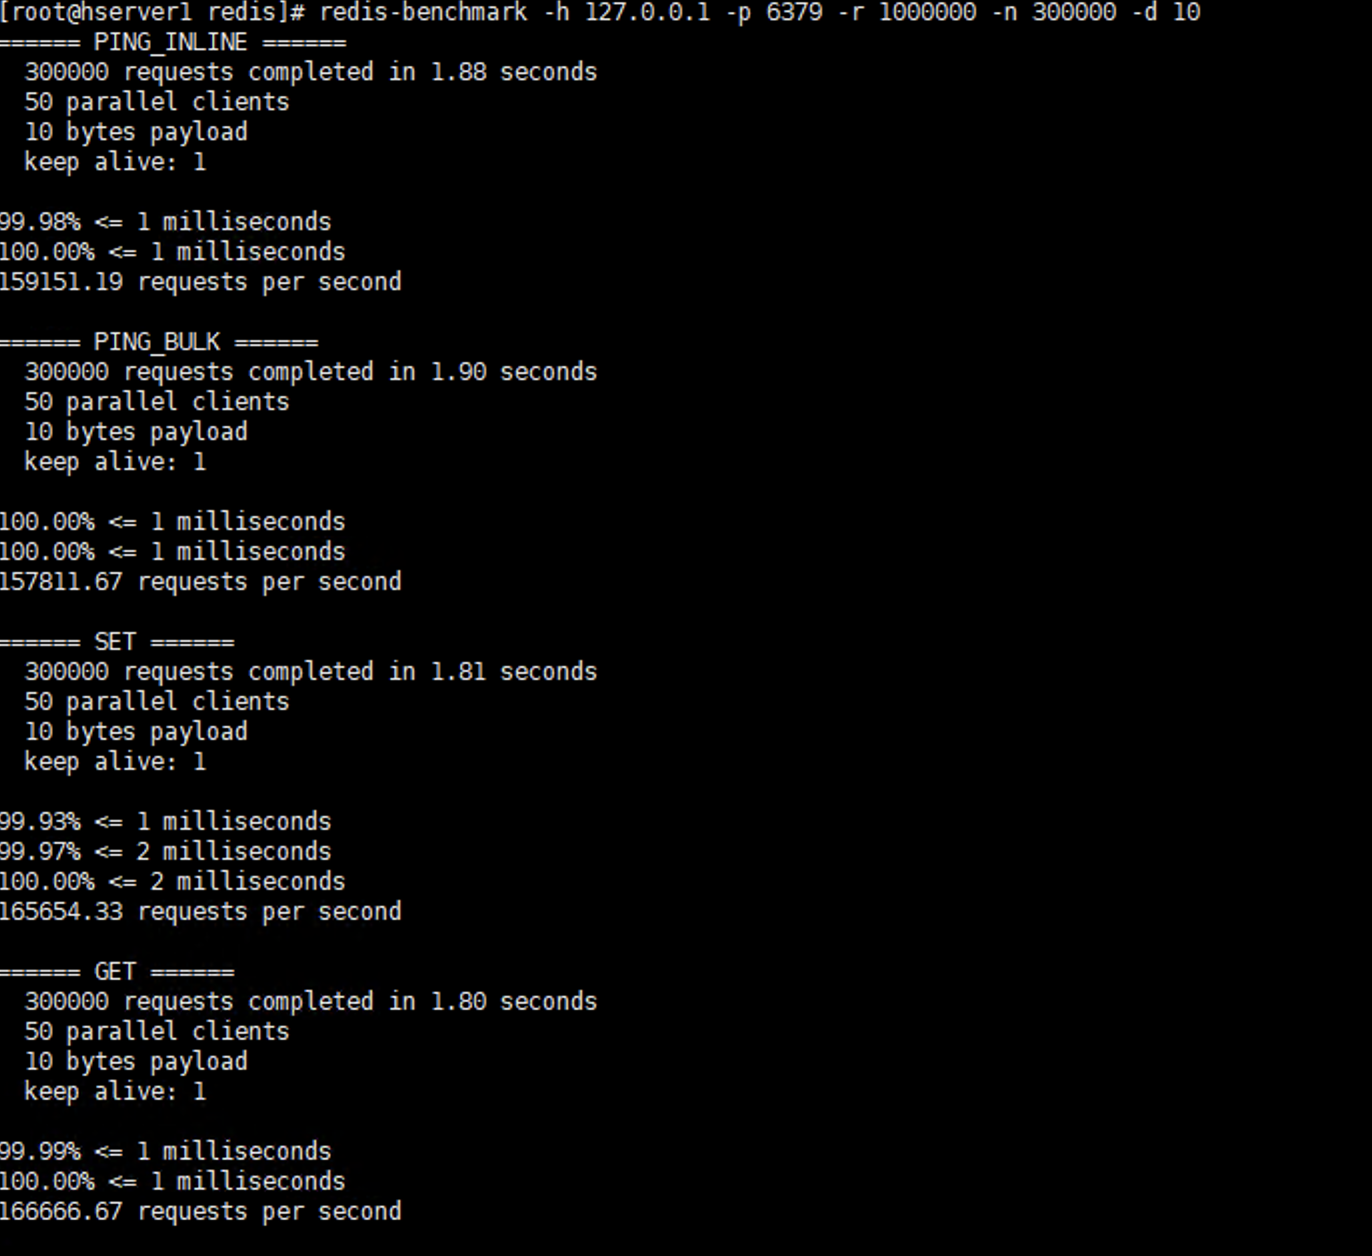 [root@hserver1 redis]# redis-benchmark -h 127.0.0.1 -p 6379 -r 1000000 -n 300000 -d 10
====== PING_INLINE ======
  300000 requests completed in 1.88 seconds
  50 parallel clients
  10 bytes payload
  keep alive: 1

99.98% <= 1 milliseconds
100.00% <= 1 milliseconds
159151.19 requests per second

====== PING_BULK ======
  300000 requests completed in 1.90 seconds
  50 parallel clients
  10 bytes payload
  keep alive: 1

100.00% <= 1 milliseconds
100.00% <= 1 milliseconds
157811.67 requests per second

====== SET ======
  300000 requests completed in 1.81 seconds
  50 parallel clients
  10 bytes payload
  keep alive: 1

99.93% <= 1 milliseconds
99.97% <= 2 milliseconds
100.00% <= 2 milliseconds
165654.33 requests per second

====== GET ======
  300000 requests completed in 1.80 seconds
  50 parallel clients
  10 bytes payload
  keep alive: 1

99.99% <= 1 milliseconds
100.00% <= 1 milliseconds
166666.67 requests per second